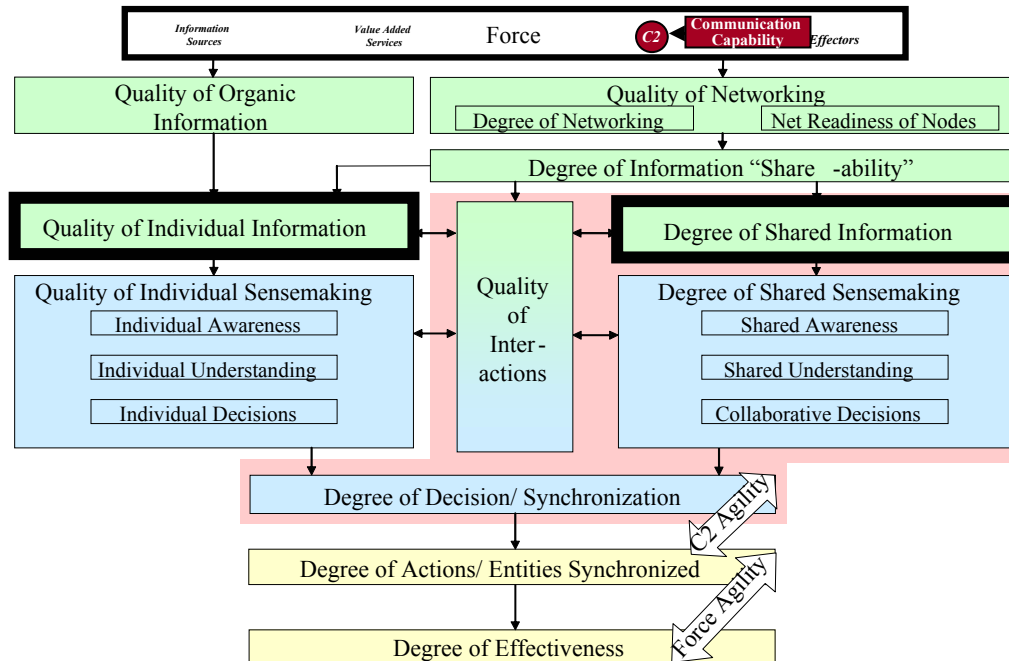 Information
Sources
Value Added
Services
Force
C2
Communication
Capability
Effectors
Quality of Organic
Information
Quality of Networking
Degree of Networking
Net Readiness of Nodes
Degree of Information “Share -ability”
Quality of Individual Information
Degree of Shared Information
Quality of Individual Sensemaking
Individual Awareness
Individual Understanding
Individual Decisions
Quality
of
Inter-
actions
Degree of Shared Sensemaking
Shared Awareness
Shared Understanding
Collaborative Decisions
Degree of Decision/ Synchronization
C2 Agility
Degree of Actions/ Entities Synchronized
Force Agility
Degree of Effectiveness